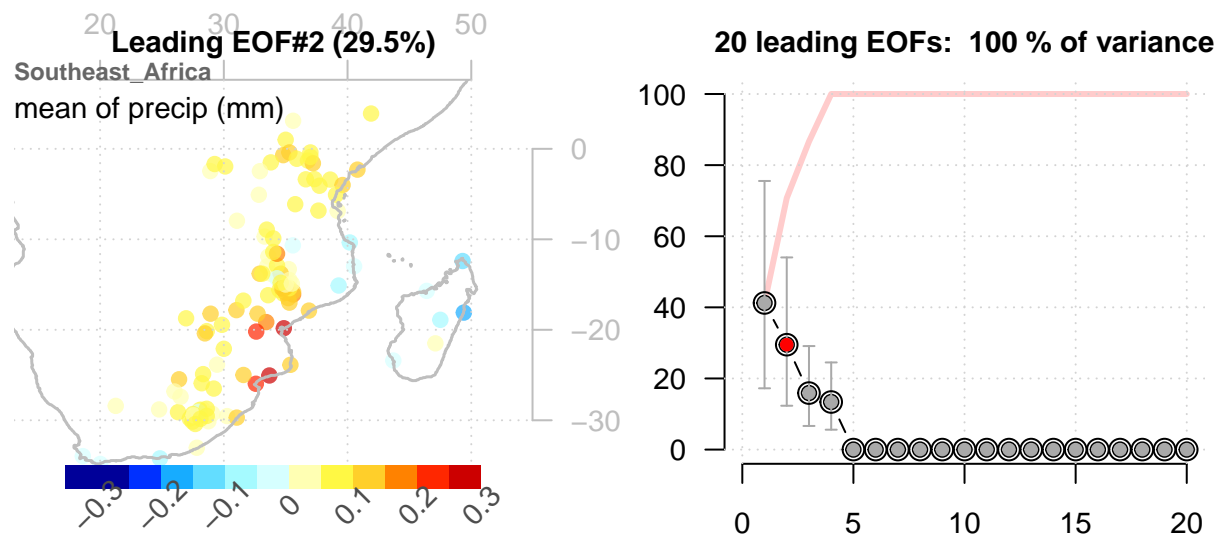 20 30 40 50
Leading EOF#2 (29.5%)
Southeast_Africa
mean of precip (mm)
0
−10
−20
−30
−0.3 −0.2 −0.1 0 0.1 0.2 0.3
20 leading EOFs: 100 % of variance
100
80
60
40
20
0
0 5 10 15 20